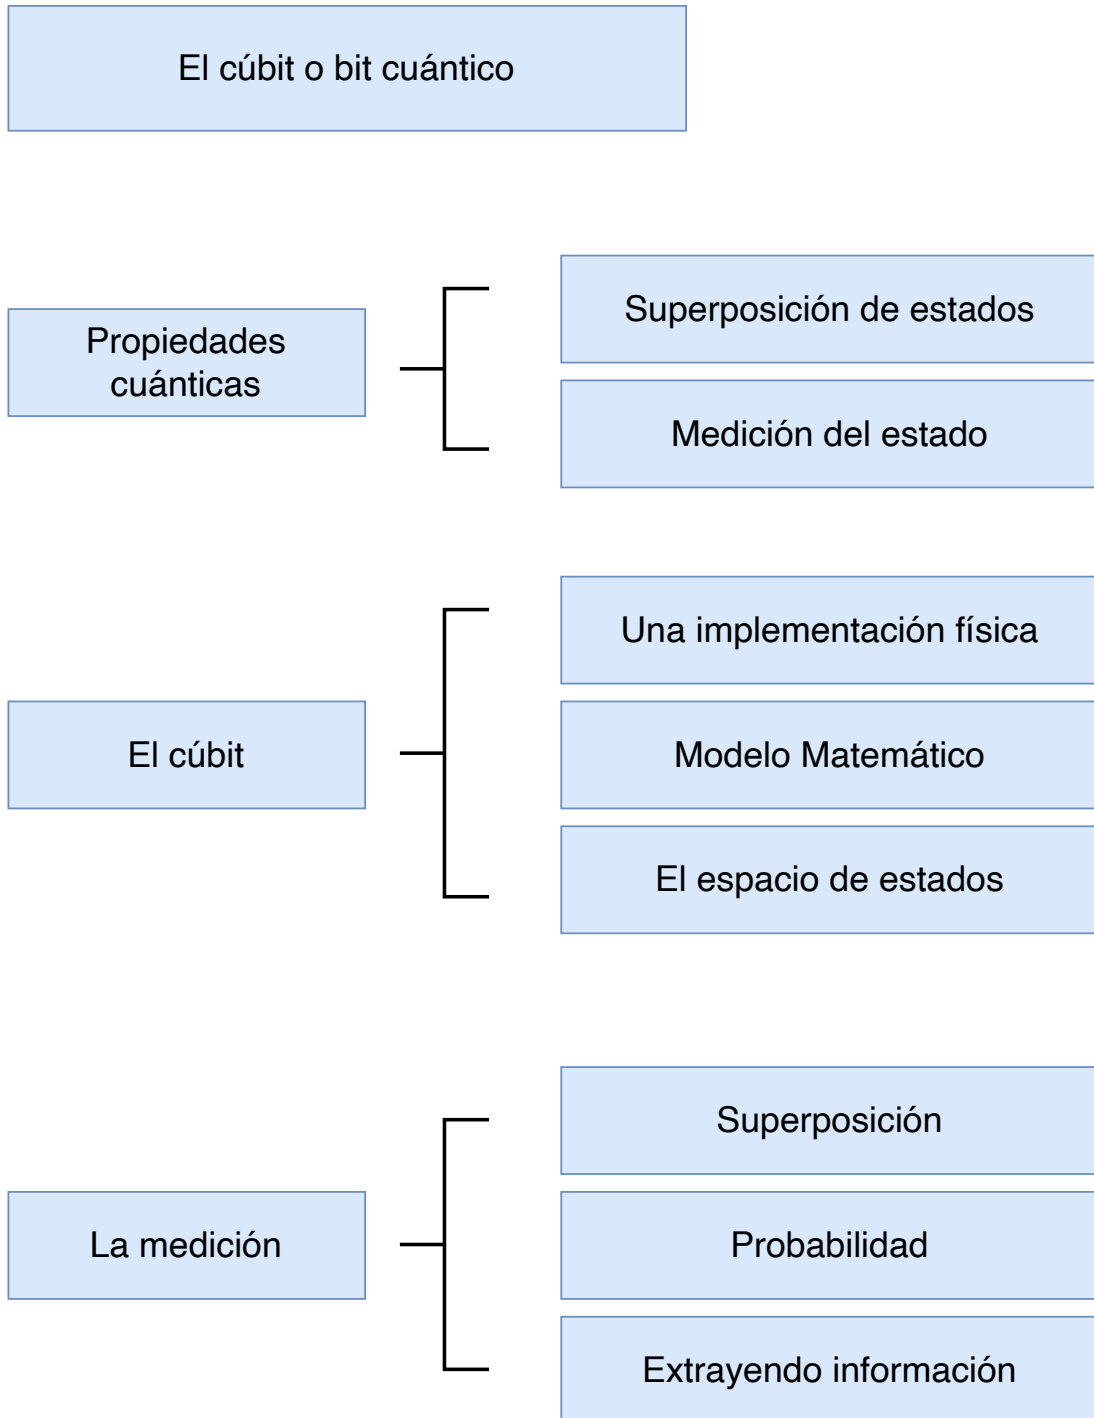 El cúbit o bit cuántico
Propiedades
cuánticas
Superposición de estados
Medición del estado
El cúbit
Una implementación física
Modelo Matemático
El espacio de estados
La medición
Superposición
Probabilidad
Extrayendo información